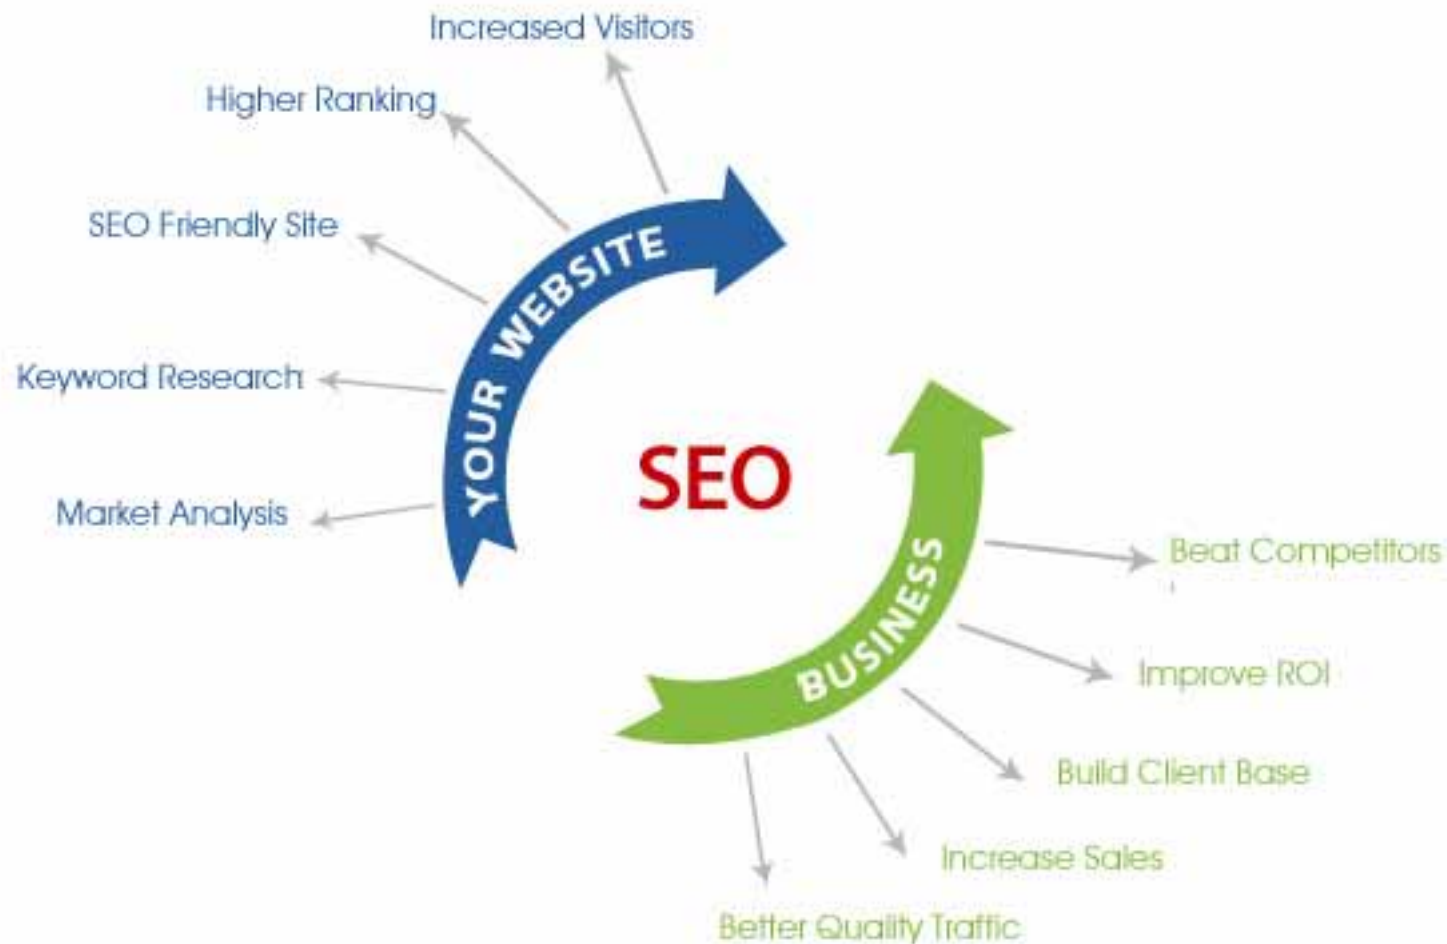 Increased Visitors
Higher Ranking
SEO Friendly Site
Keyword Research
Market Analysis
YOUR WEBSITE
SEO
BUSINESS
Beat Competitors
Improve ROI
Build Client Base
Increase Sales
Better Quality Traffic